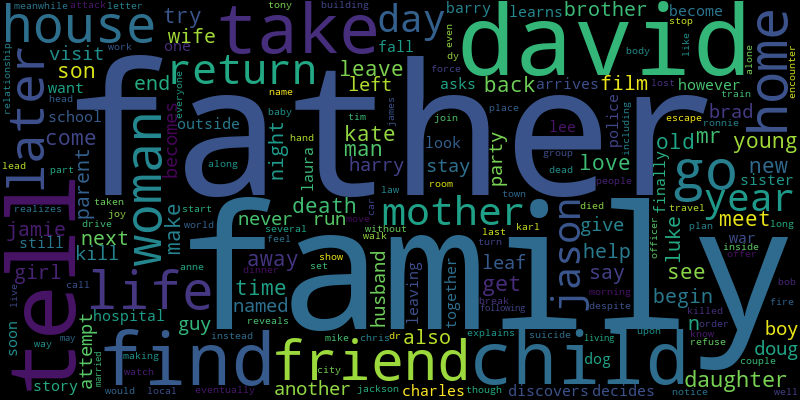 meanwhile attack letter tony building barry learns brother become
house try take day david
one wife fall even stop
visit son return leave asks back arrives film however alone
want end left name force lost train encounter
head father home
school everyone baby james place escape
work outside tim join police including brad ronnie
come becomes hand lee old mr young
relationship later parent woman night kate man look group love
along laura harry stay party dead people finally go new
lead part law room town sister
taken mother died travel year
realizes joy start death give plan long
tell jamie drive make never run car move last karl luke meet
still next world several without walk turn war inside
kill feel family jason help officer offer
girl anne away husband leaving together leaf say see
call dinner show set get morning begin bob
live life time break despite fire
soon hospital named reveals following n killed order boy
way may guy mike chris dr also explains suicide living upon know doug
attempt find instead friend child refuse
married making dog couple
story watch city daughter
would local eventually another jackson charles though discovers decides notice well